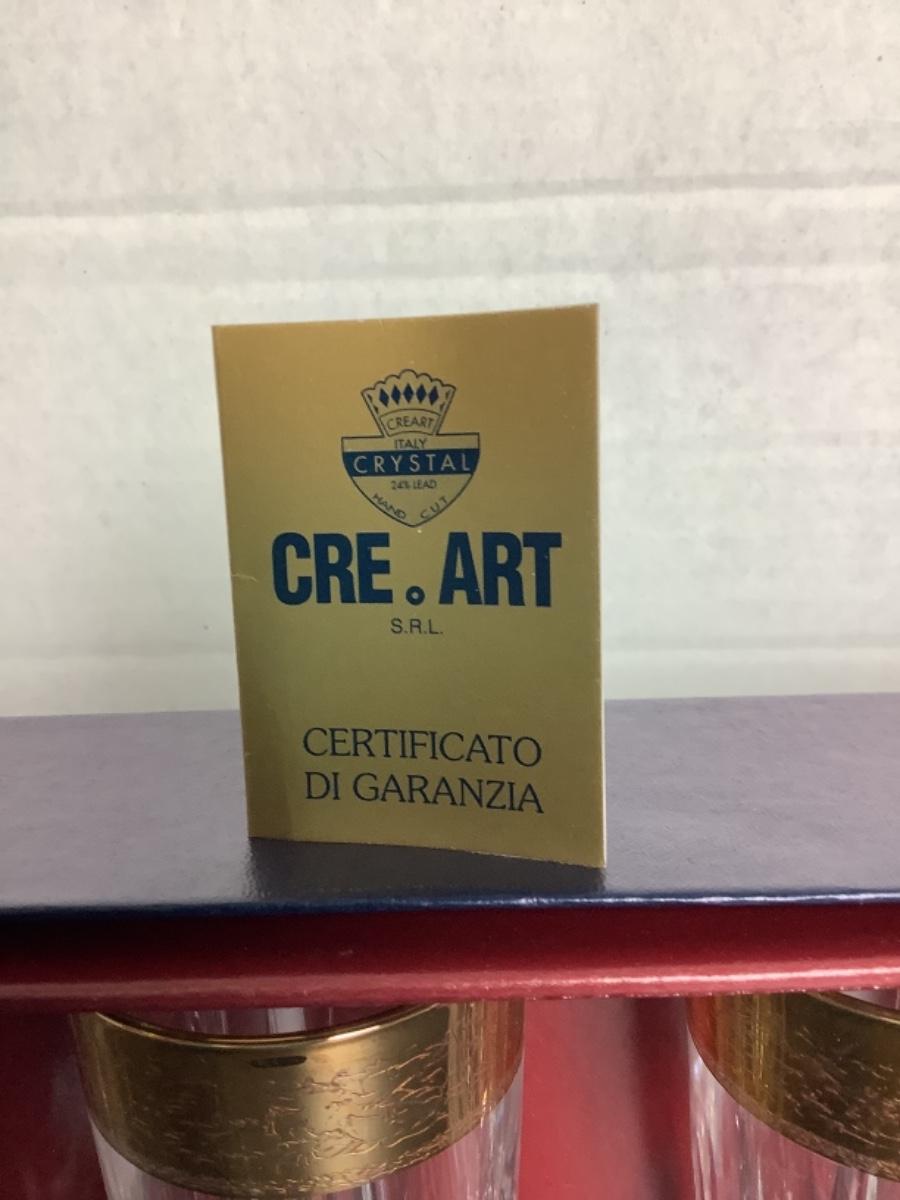 CREART
ITALY
CRYSTAL
24% LEAD
HAND CUT
CRE. ART
S.R.L.
CERTIFICATO
DI GARANZIA